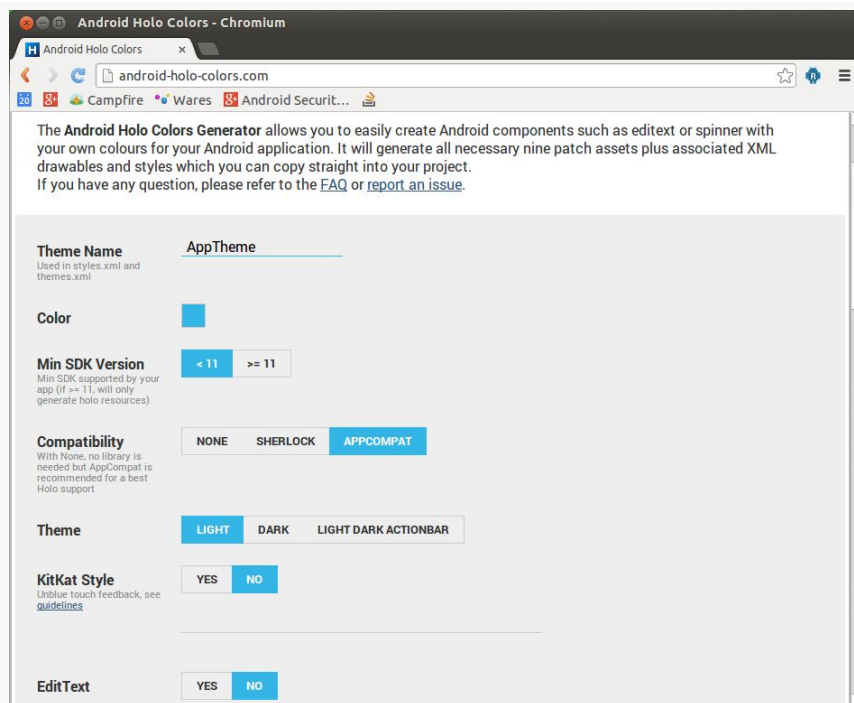 Android Holo Colors - Chromium
Android Holo Colors ×
android-holo-colors.com
20 8+ Campfire Wares 8+ Android Securit...
The Android Holo Colors Generator allows you to easily create Android components such as editext or spinner with
your own colours for your Android application. It will generate all necessary nine patch assets plus associated XML
drawables and styles which you can copy straight into your project.
If you have any question, please refer to the FAQ or report an issue.
Theme Name AppTheme
Used in styles.xml and
themes.xml
Color
Min SDK Version < 11 >= 11
Min SDK supported by your
app (if >= 11, will only
generate holo resources)
Compatibility NONE SHERLOCK APPCOMPAT
With None, no library is
needed but AppCompat is
recommended for a best
Holo support
Theme LIGHT DARK LIGHT DARK ACTIONBAR
KitKat Style YES NO
Unblue touch feedback, see
guidelines
EditText YES NO